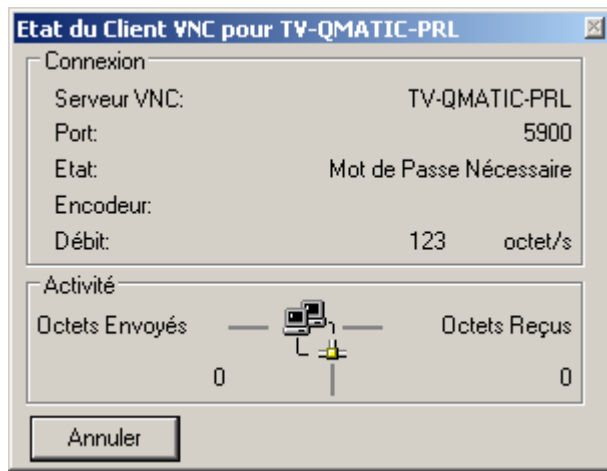 Etat du Client VNC pour TV-QMATIC-PRL
Connexion
Serveur VNC: TV-QMATIC-PRL
Port: 5900
Etat: Mot de Passe Nécessaire
Encodeur:
Débit: 123 octet/s
Activité
Octets Envoyés Octets Reçus
0 0
Annuler